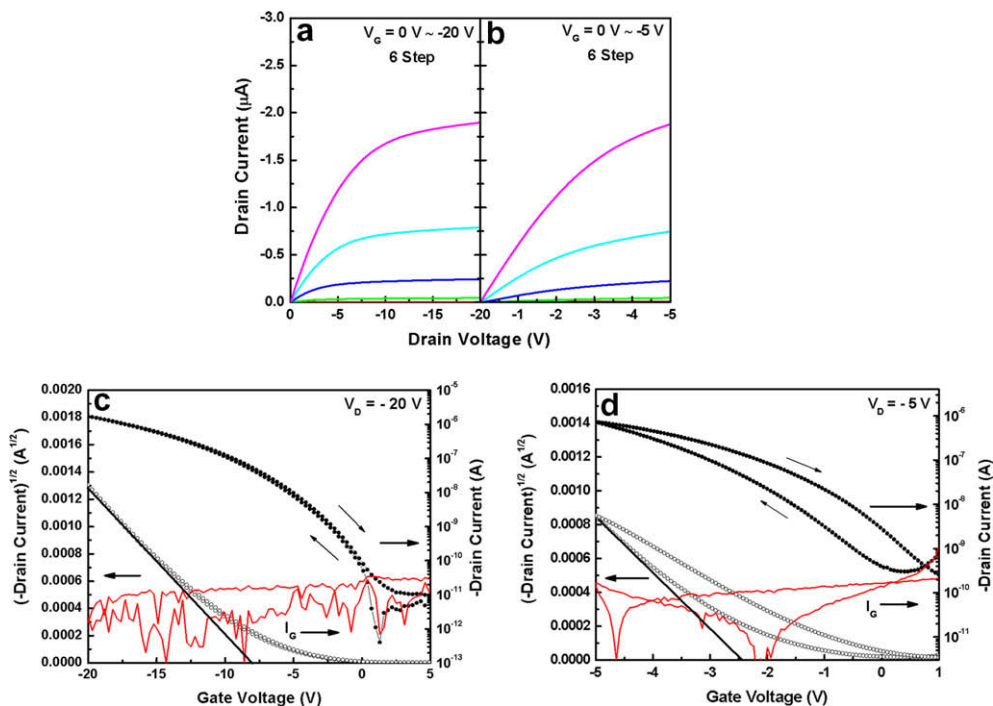 a
V_G = 0 V ~ -20 V
6 Step
b
V_G = 0 V ~ -5 V
6 Step
-3.0
-2.5
-2.0
-1.5
-1.0
-0.5
0.0
Drain Current (μA)
0 -5 -10 -15 -20 -1 -2 -3 -4 -5
Drain Voltage (V)
c
V_D = - 20 V
0.0020
0.0018
0.0016
0.0014
0.0012
0.0010
0.0008
0.0006
0.0004
0.0002
0.0000
(-Drain Current)^1/2 (A^1/2)
10^-5
10^-6
10^-7
10^-8
10^-9
10^-10
10^-11
10^-12
10^-13
-Drain Current (A)
I_G
-20 -15 -10 -5 0 5
Gate Voltage (V)
d
V_D = - 5 V
0.0016
0.0014
0.0012
0.0010
0.0008
0.0006
0.0004
0.0002
0.0000
(-Drain Current)^1/2 (A^1/2)
10^-6
10^-7
10^-8
10^-9
10^-10
10^-11
-Drain Current (A)
I_G
-5 -4 -3 -2 -1 0 1
Gate Voltage (V)